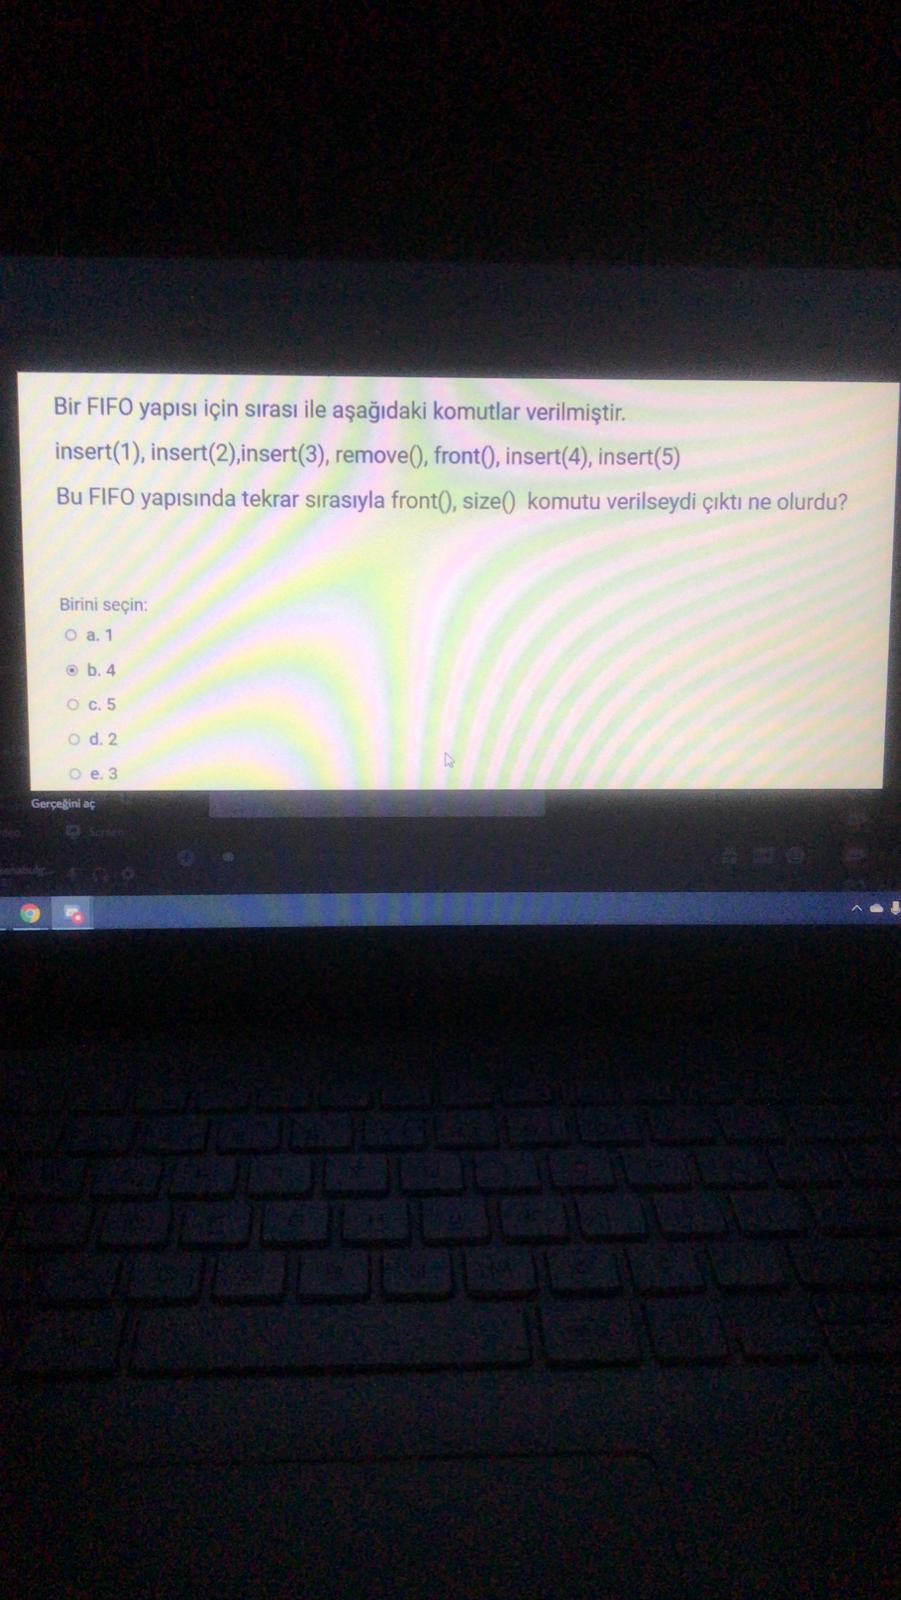 Bir FIFO yapısı için sırası ile aşağıdaki komutlar verilmiştir.
insert(1), insert(2),insert(3), remove(), front(), insert(4), insert(5)
Bu FIFO yapısında tekrar sırasıyla front(), size() komutu verilseydi çıktı ne olurdu?
Birini seçin:
a. 1
b. 4
c. 5
d. 2
e. 3
Gerçeğini aç
Screen